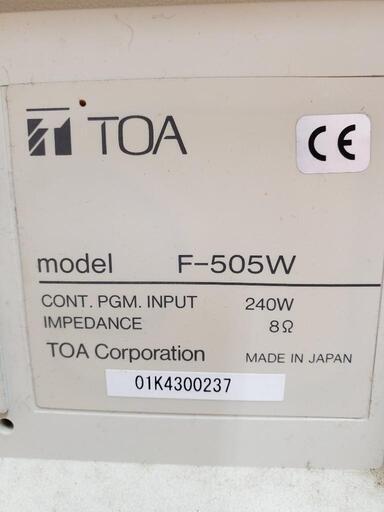 TOA
CE
model F-505W
CONT. PGM. INPUT 240W
IMPEDANCE 8Ω
TOA Corporation MADE IN JAPAN
01K4300237